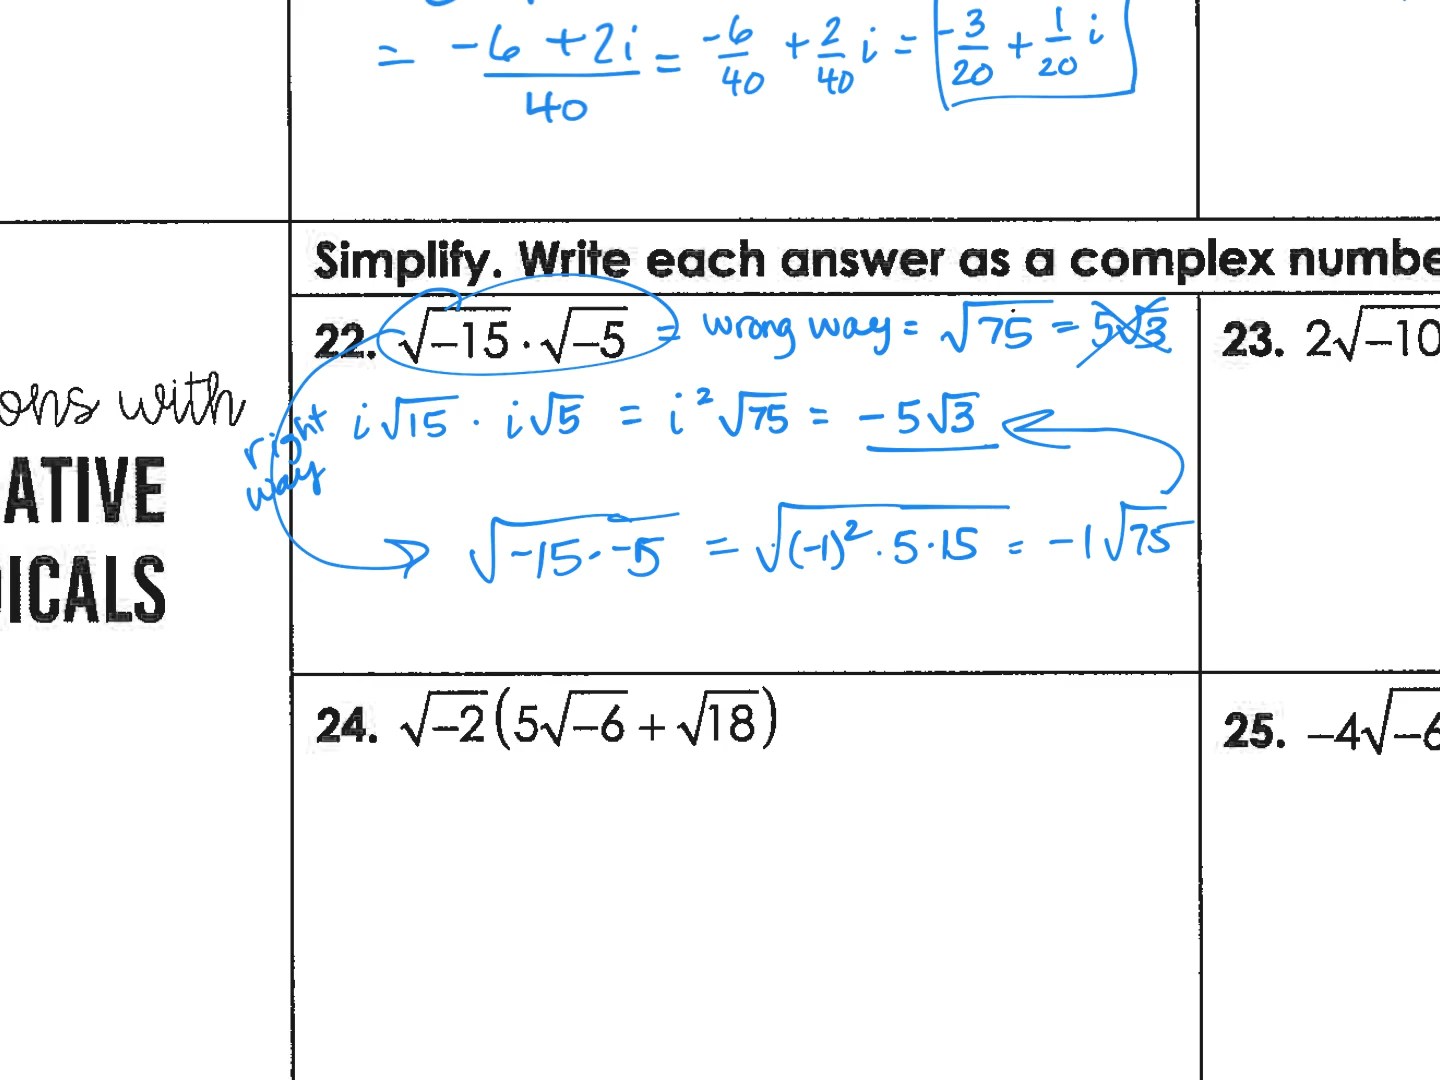 = -6 + 2i / 40 = -6/40 + 2/40 i = -3/20 + 1/20 i
Simplify. Write each answer as a complex numbe
22. √-15 · √-5 = wrong way = √75 = 5√3
23. 2√-10
ons with
ATIVE
DICALS
right
way
i√15 · i√5 = i²√75 = -5√3
√-15·-5 = √(-1)²·5·15 = -1√75
24. √-2(5√-6 + √18)
25. -4√-6